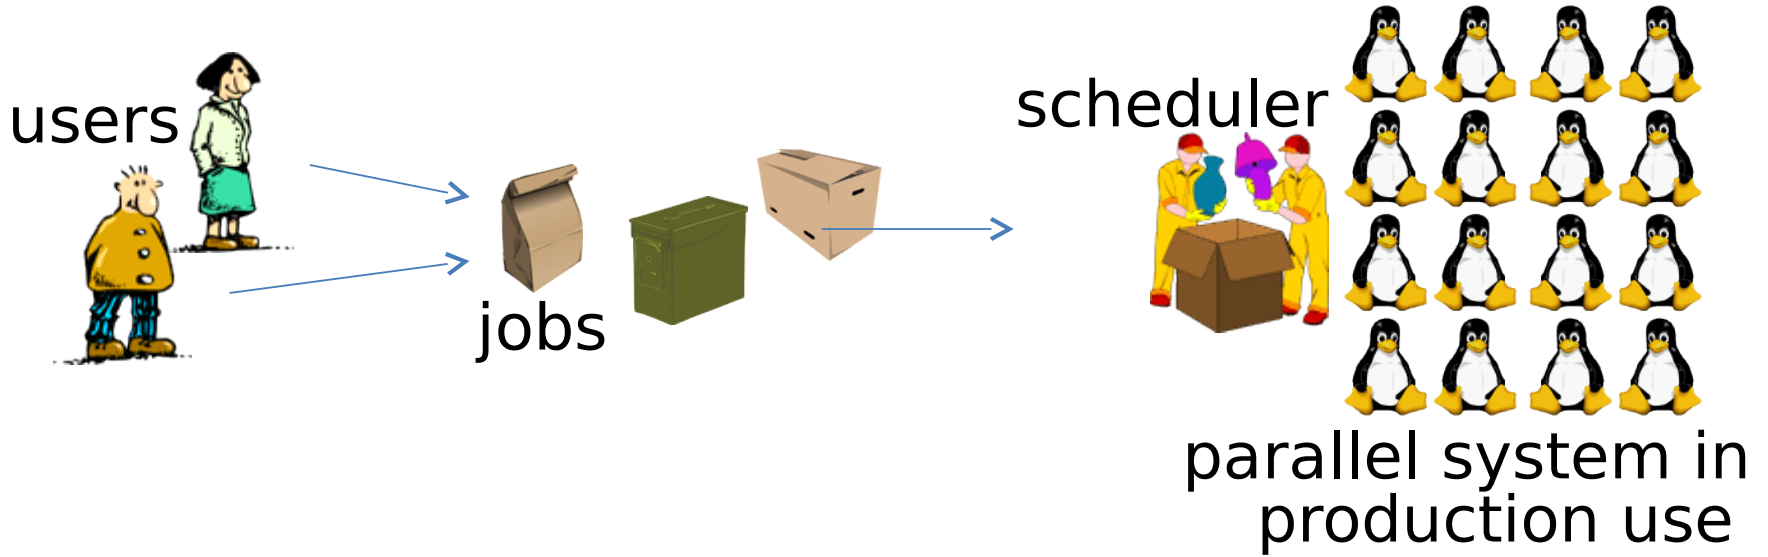 users
jobs
scheduler
parallel system in
production use